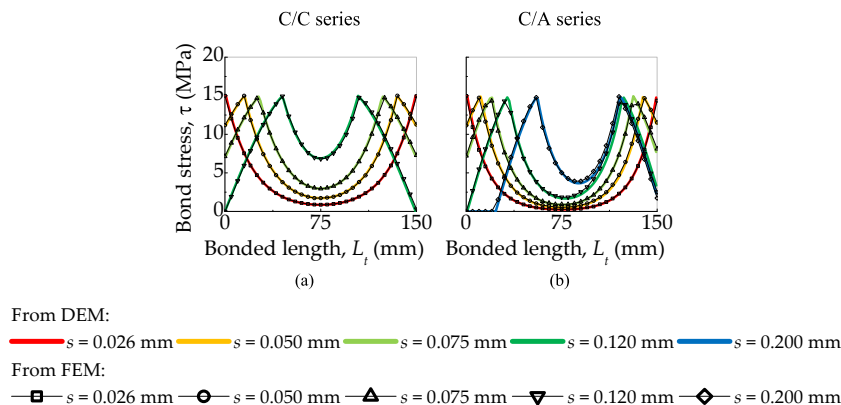 C/C series
C/A series
Bond stress, τ (MPa)
20
15
10
5
0
0 75 150
0 75 150
Bonded length, L_t (mm)
Bonded length, L_t (mm)
(a)
(b)
From DEM:
s = 0.026 mm s = 0.050 mm s = 0.075 mm s = 0.120 mm s = 0.200 mm
From FEM:
s = 0.026 mm s = 0.050 mm s = 0.075 mm s = 0.120 mm s = 0.200 mm